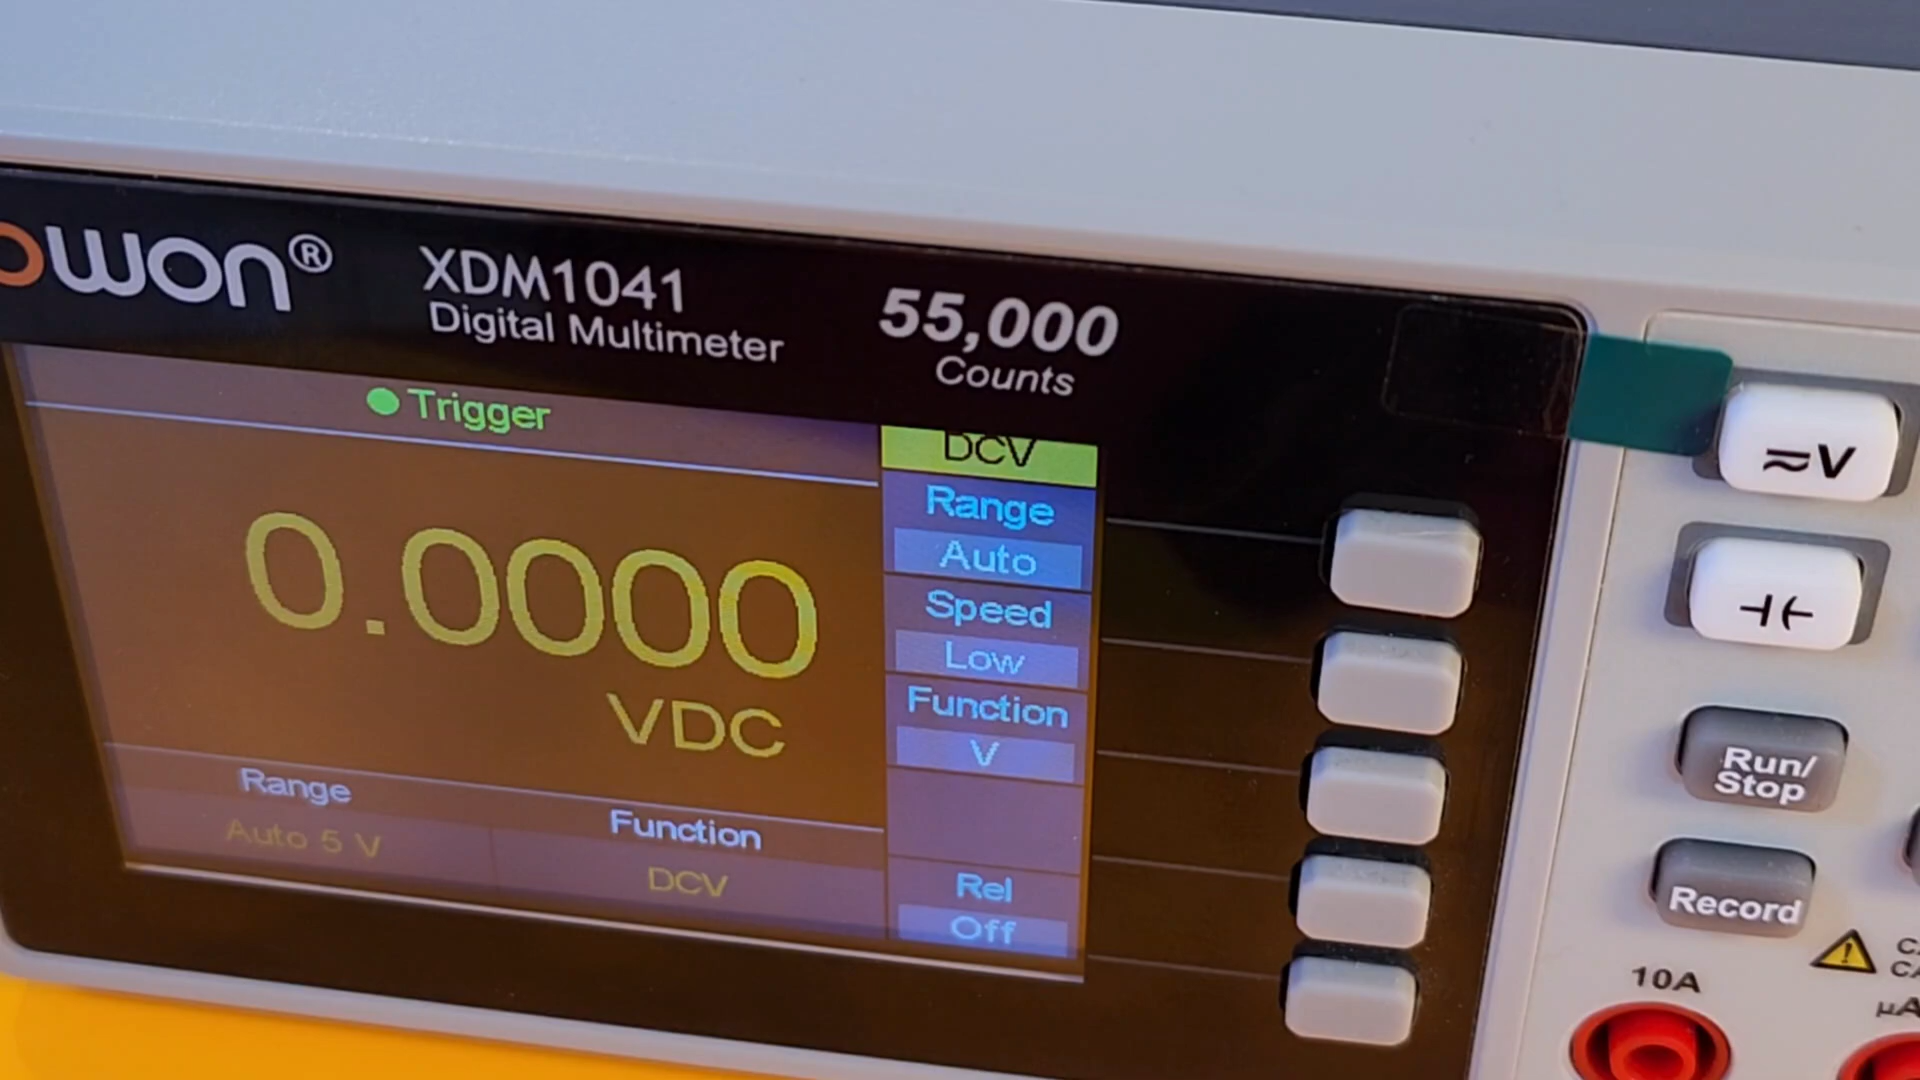 owon®
XDM1041
Digital Multimeter
55,000
Counts
Trigger
DCV
Range
Auto
Speed
Low
Function
V
Rel
Off
0.0000
VDC
Range
Auto 5 V
Function
DCV
V
Run/
Stop
Record
10A
µA